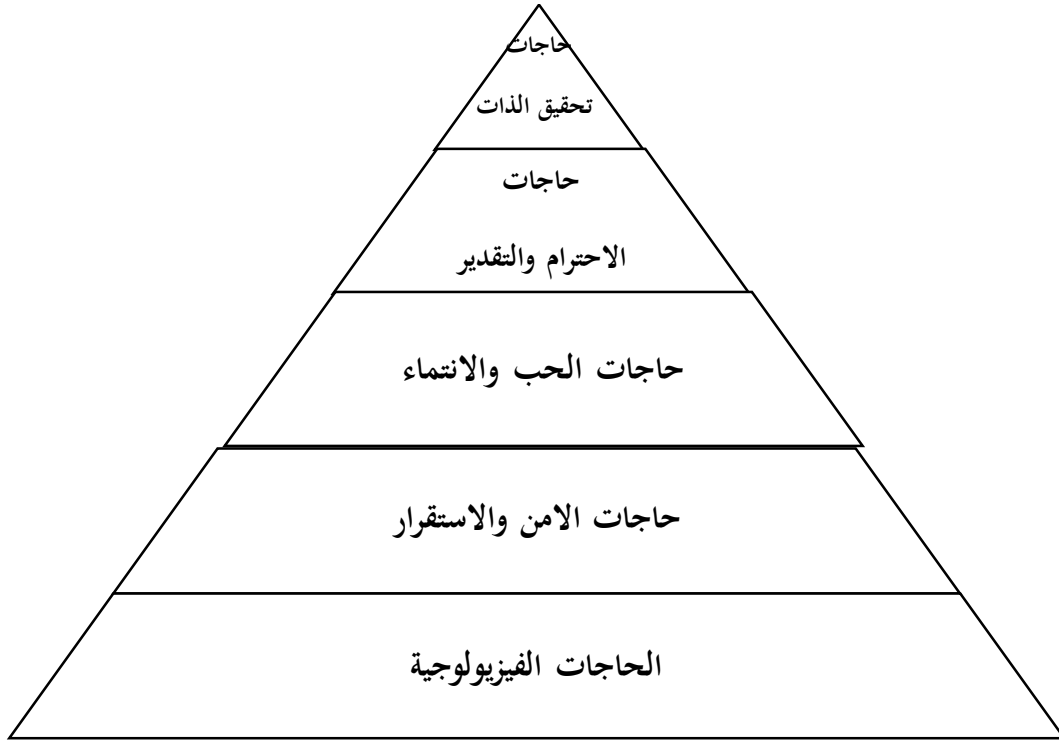 حاجات
تحقيق الذات
حاجات
الاحترام والتقدير
حاجات الحب والانتماء
حاجات الامن والاستقرار
الحاجات الفيزيولوجية